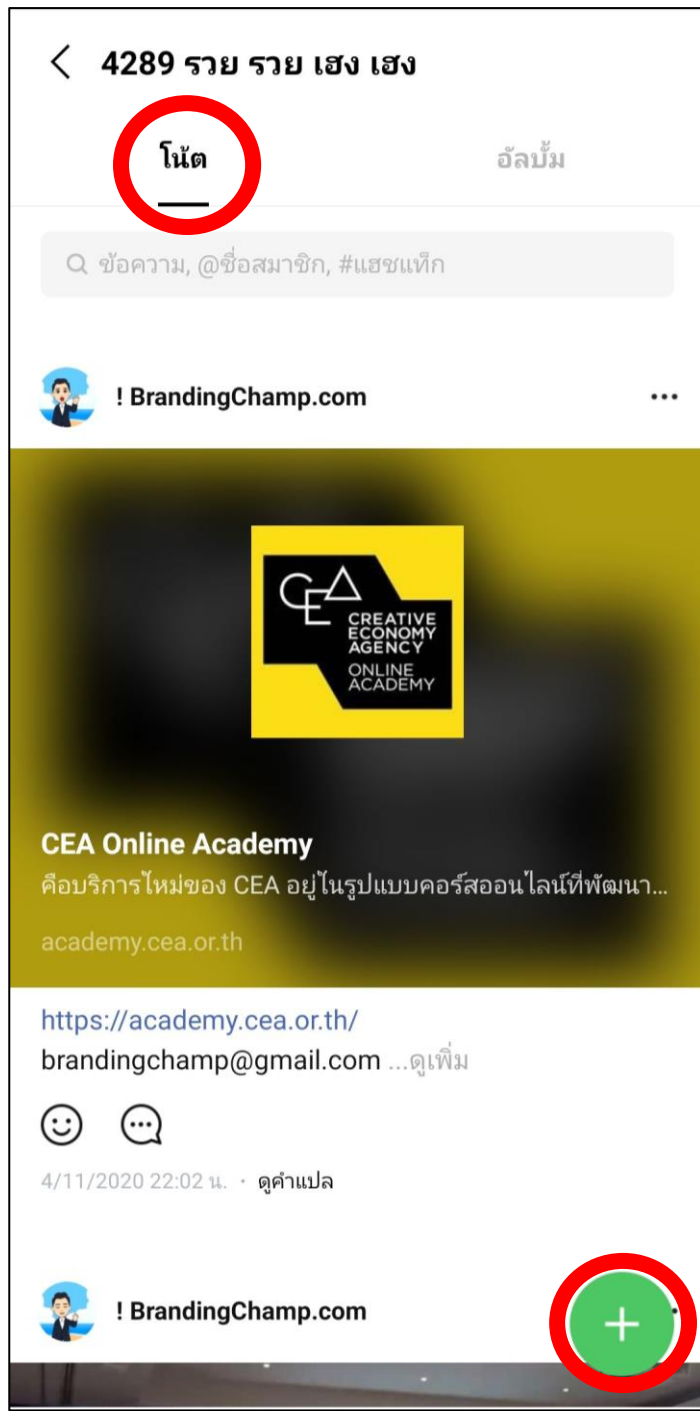 4289 รวย รวย เฮง เฮง
โน้ต
อัลบั้ม
ข้อความ, @ชื่อสมาชิก, #แฮชแท็ก
! BrandingChamp.com
CEA
CREATIVE
ECONOMY
AGENCY
ONLINE
ACADEMY
CEA Online Academy
คือบริการใหม่ของ CEA อยู่ในรูปแบบคอร์สออนไลน์ที่พัฒนา...
academy.cea.or.th
https://academy.cea.or.th/
brandingchamp@gmail.com ...ดูเพิ่ม
4/11/2020 22:02 น. · ดูคำแปล
! BrandingChamp.com